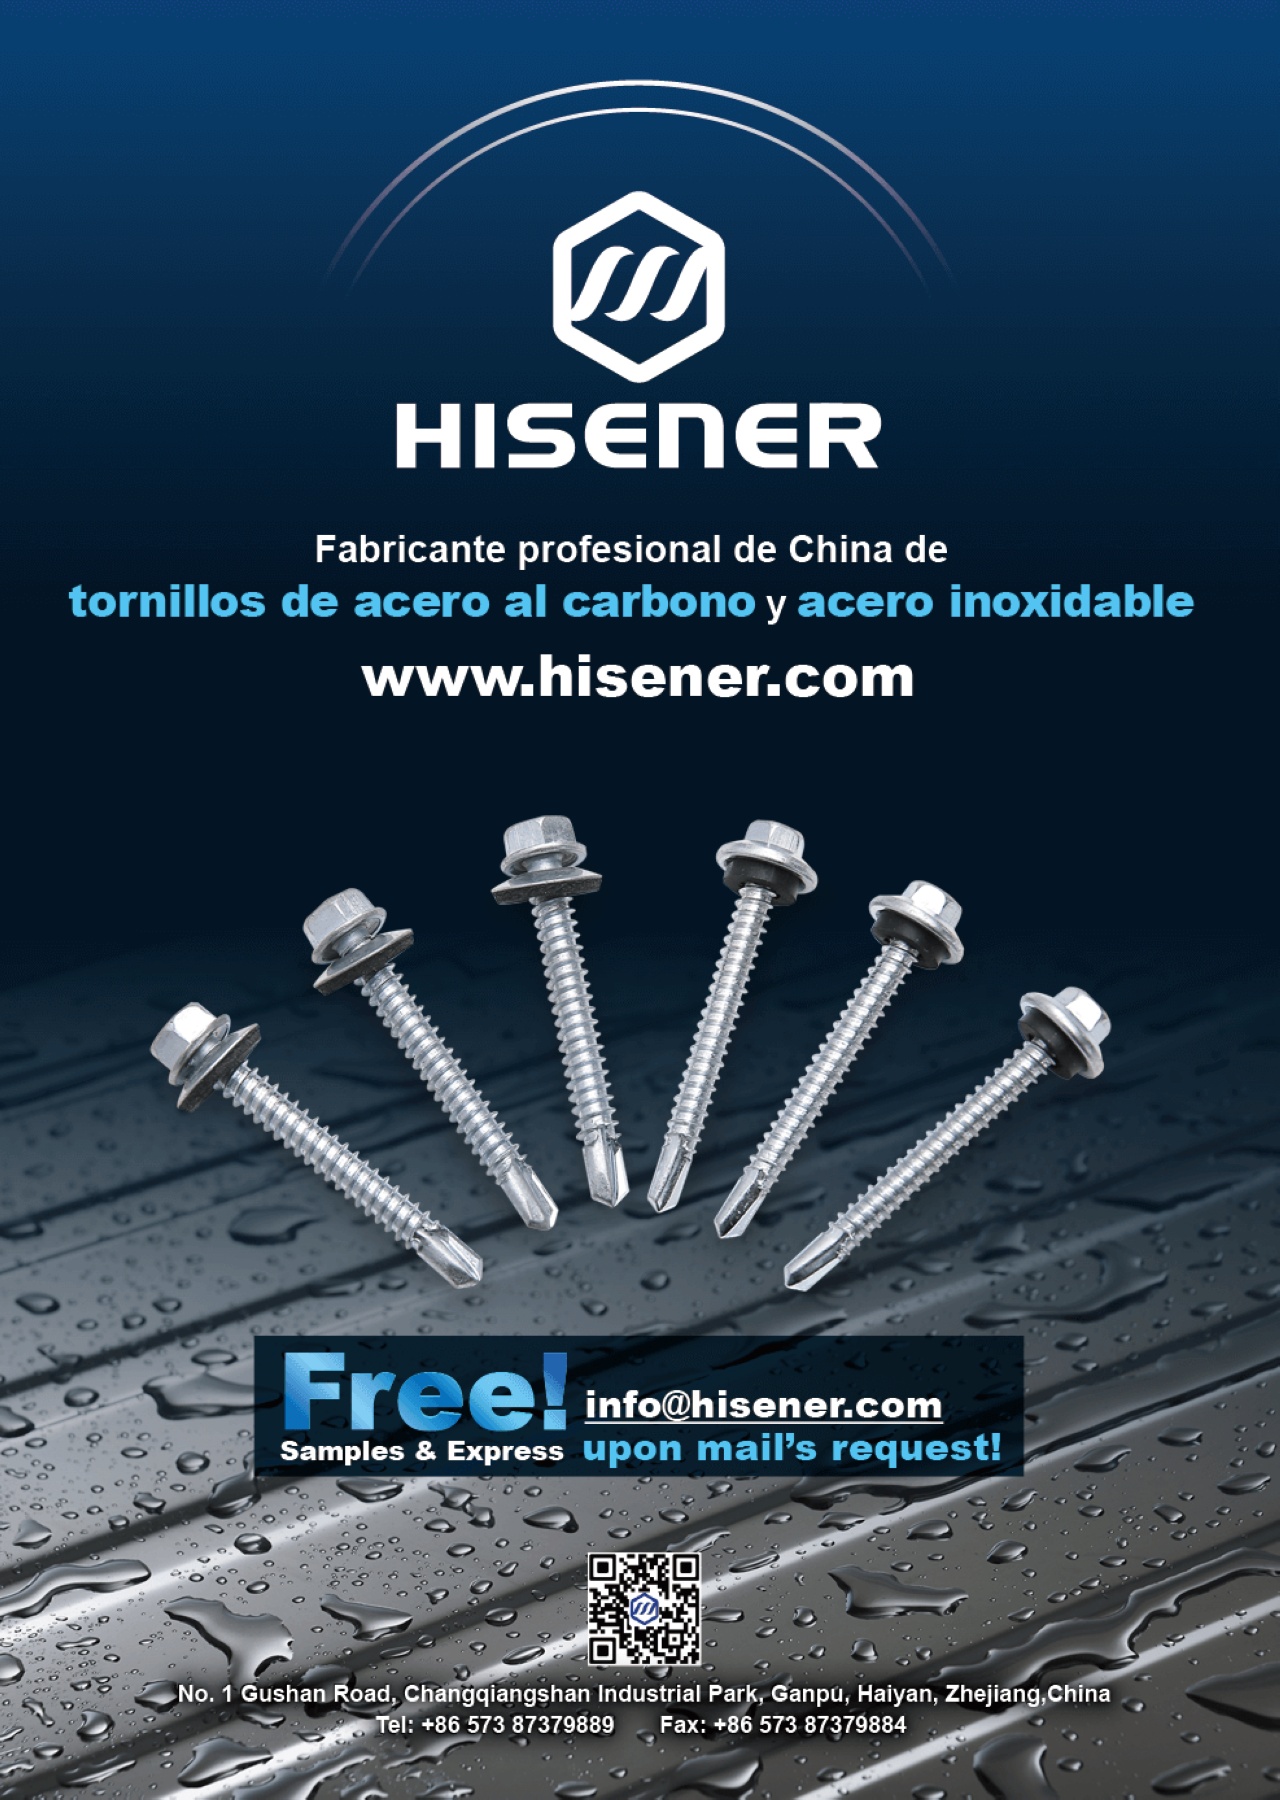 HISENER
Fabricante profesional de China de
tornillos de acero al carbono y acero inoxidable
www.hisener.com
Free!
Samples & Express
info@hisener.com
upon mail's request!
No. 1 Gushan Road, Changqiangshan Industrial Park, Ganpu, Haiyan, Zhejiang,China
Tel: +86 573 87379889 Fax: +86 573 87379884